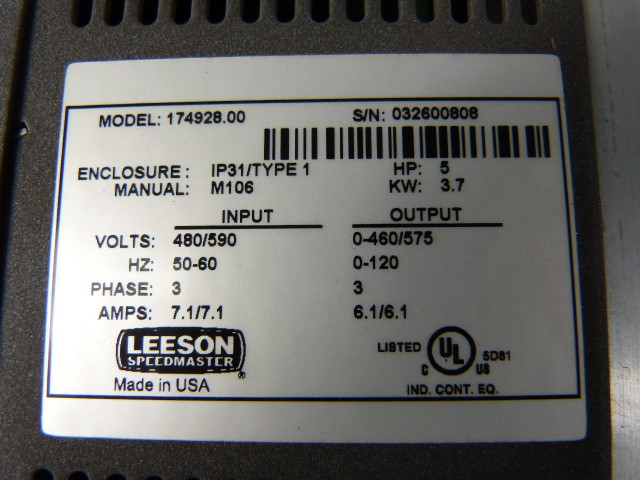 MODEL: 174928.00 S/N: 032600808
ENCLOSURE: IP31/TYPE 1 HP: 5
MANUAL: M106 KW: 3.7
INPUT OUTPUT
VOLTS: 480/590 0-460/575
HZ: 50-60 0-120
PHASE: 3 3
AMPS: 7.1/7.1 6.1/6.1
LEESON
SPEEDMASTER®
Made in USA
LISTED UL 5D81
C US
IND. CONT. EQ.